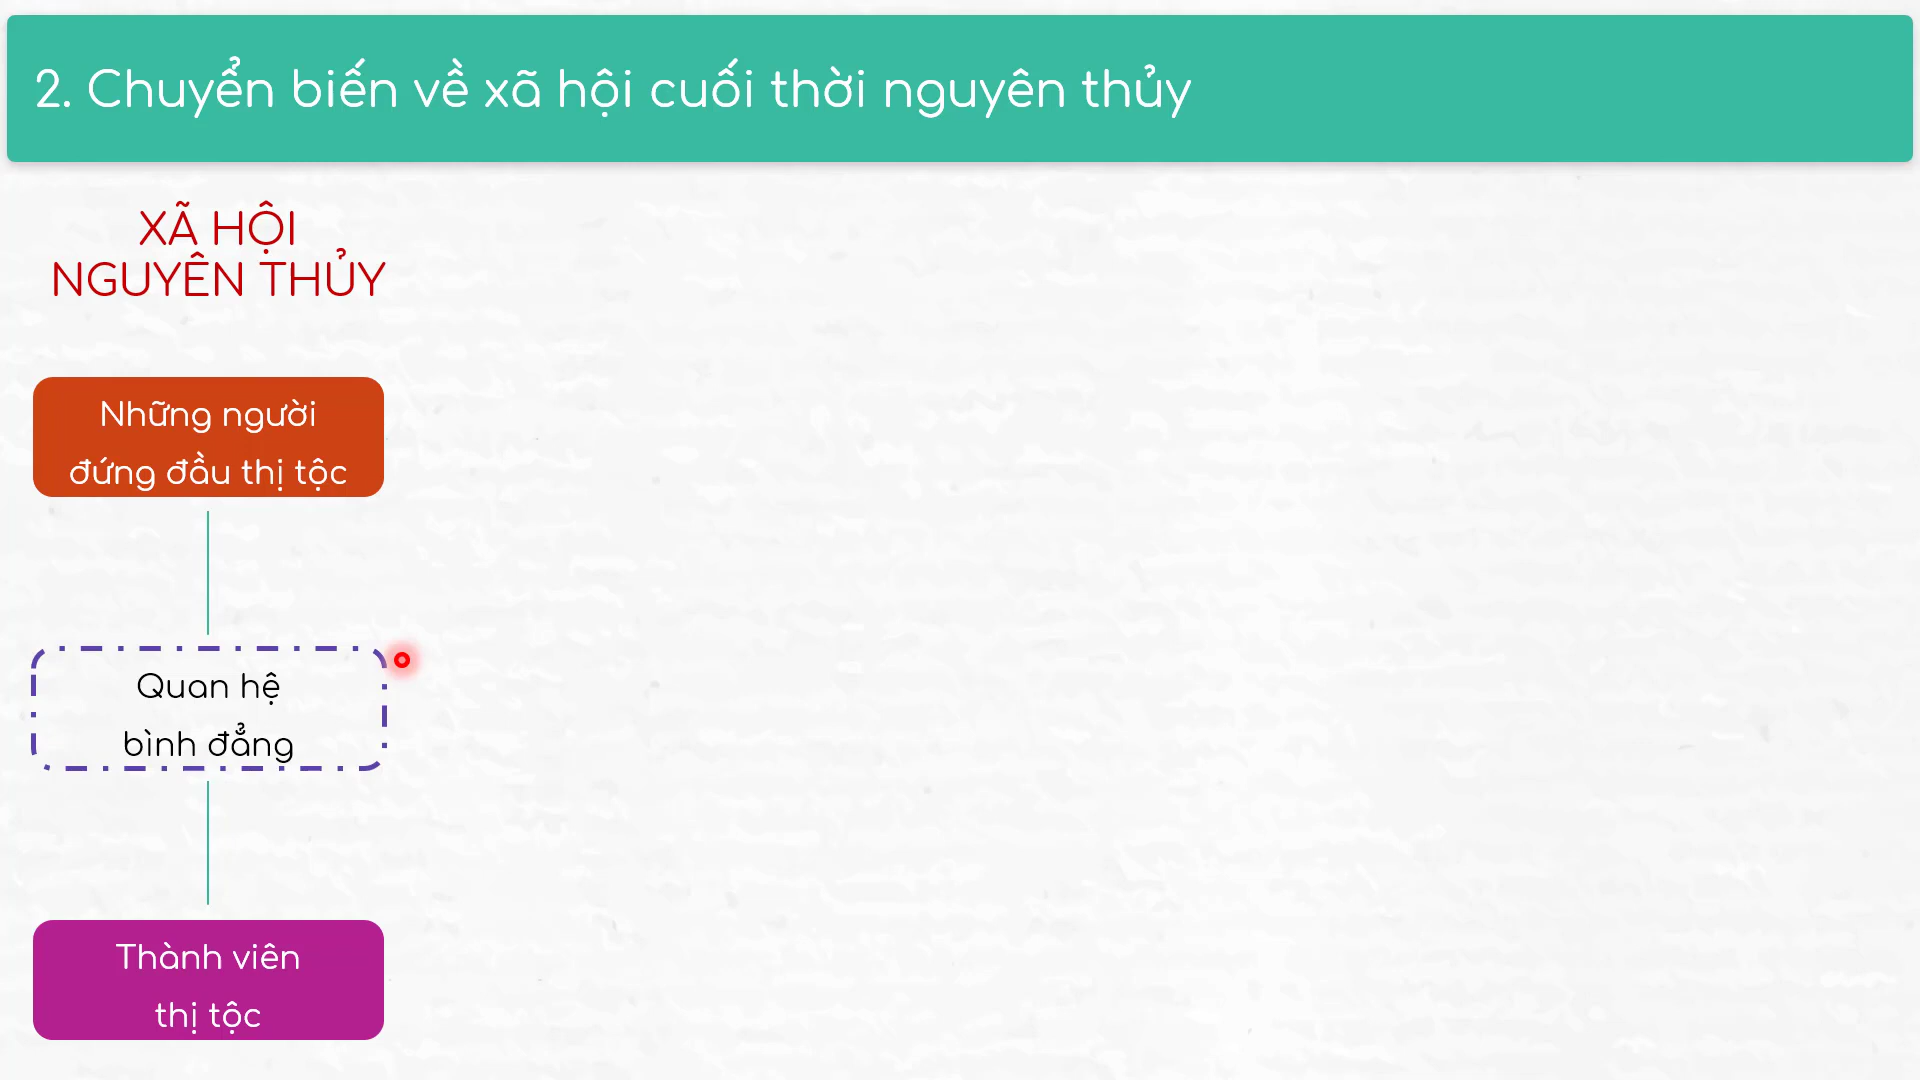 2. Chuyển biến về xã hội cuối thời nguyên thủy
XÃ HỘI
NGUYÊN THỦY
Những người
đứng đầu thị tộc
Quan hệ
bình đẳng
Thành viên
thị tộc